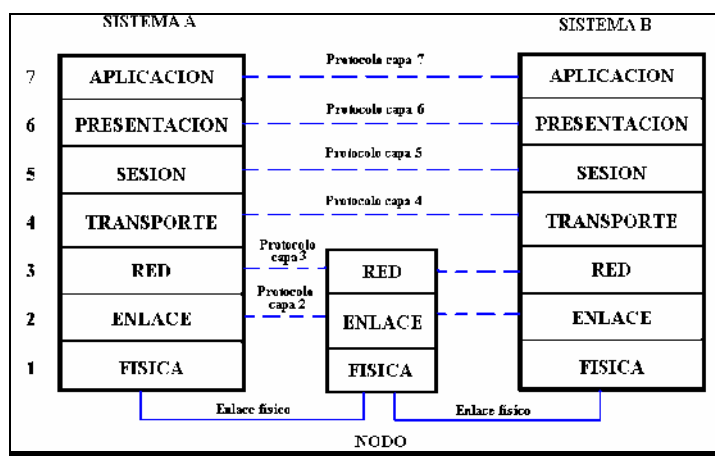 SISTEMA A
SISTEMA B
7 APLICACION Protocolo capa 7 APLICACION
6 PRESENTACION Protocolo capa 6 PRESENTACION
5 SESION Protocolo capa 5 SESION
4 TRANSPORTE Protocolo capa 4 TRANSPORTE
3 RED Protocolo capa 3 RED RED
2 ENLACE Protocolo capa 2 ENLACE ENLACE
1 FISICA FISICA FISICA
Enlace fisico Enlace fisico
NODO